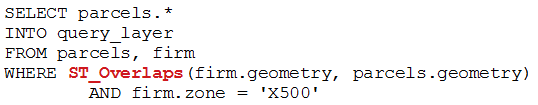 SELECT parcels.*
INTO query_layer
FROM parcels, firm
WHERE ST_Overlaps(firm.geometry, parcels.geometry)
AND firm.zone = 'X500'